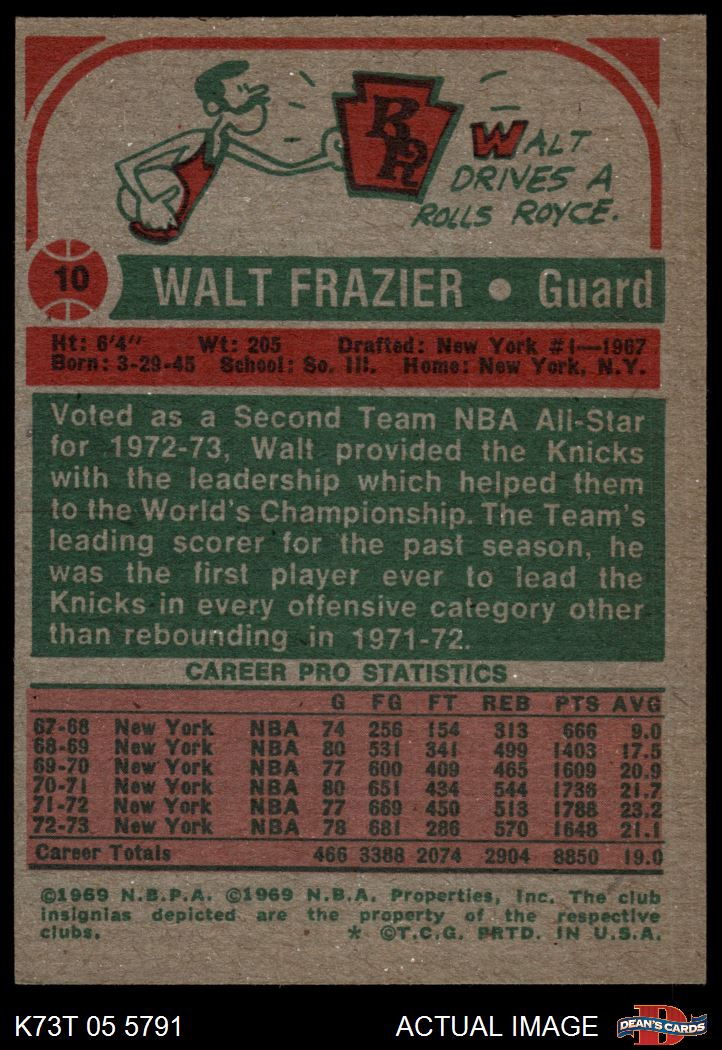 RR
WALT
DRIVES A
ROLLS ROYCE.
10 WALT FRAZIER • Guard
Ht: 6'4" Wt: 205 Drafted: New York #1—1967
Born: 3-29-45 School: So. Ill. Home: New York, N.Y.
Voted as a Second Team NBA All-Star
for 1972-73, Walt provided the Knicks
with the leadership which helped them
to the World's Championship. The Team's
leading scorer for the past season, he
was the first player ever to lead the
Knicks in every offensive category other
than rebounding in 1971-72.
CAREER PRO STATISTICS
G FG FT REB PTS AVG
67-68 New York NBA 74 256 154 313 666 9.0
68-69 New York NBA 80 531 341 499 1403 17.5
69-70 New York NBA 77 600 409 465 1609 20.9
70-71 New York NBA 80 651 434 544 1736 21.7
71-72 New York NBA 77 669 450 513 1788 23.2
72-73 New York NBA 78 681 286 570 1648 21.1
Career Totals 466 3388 2074 2904 8850 19.0
©1969 N.B.P.A. ©1969 N.B.A. Properties, Inc. The club
insignias depicted are the property of the respective
clubs. * ©T.C.G. PRTD. IN U.S.A.
K73T 05 5791 ACTUAL IMAGE D DEAN'S CARDS